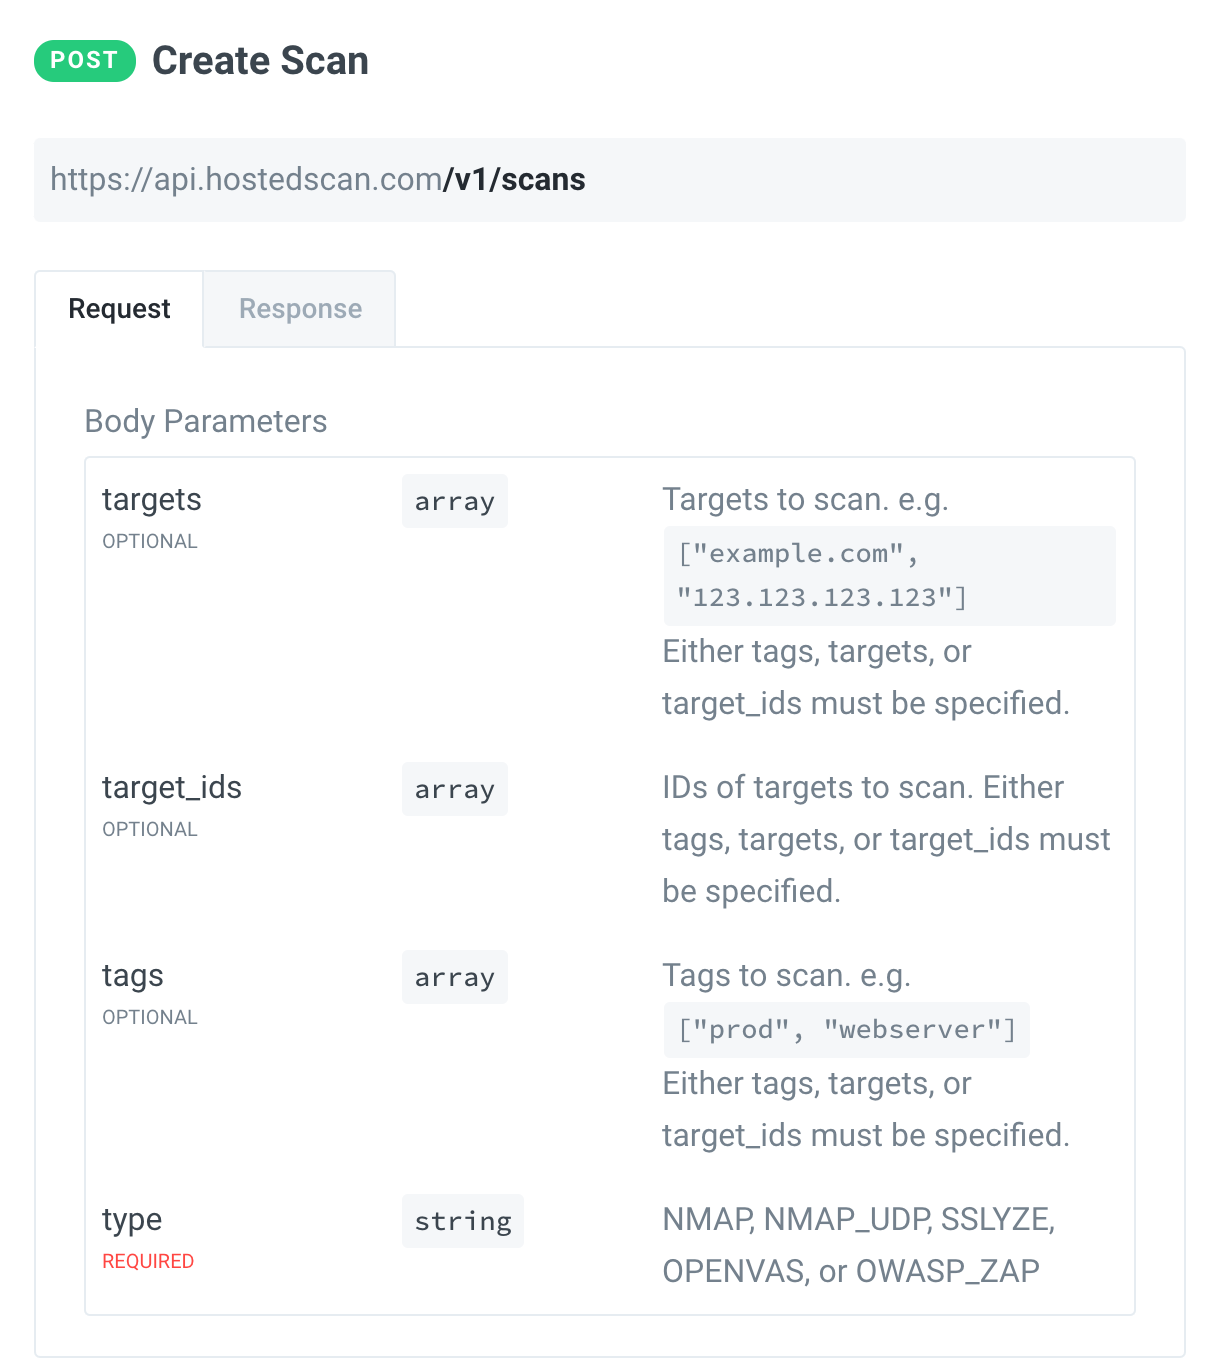 POST Create Scan
https://api.hostedscan.com/v1/scans
Request Response
Body Parameters
targets array Targets to scan. e.g.
OPTIONAL
["example.com",
"123.123.123.123"]
Either tags, targets, or
target_ids must be specified.
target_ids array IDs of targets to scan. Either
OPTIONAL
tags, targets, or target_ids must
be specified.
tags array Tags to scan. e.g.
OPTIONAL
["prod", "webserver"]
Either tags, targets, or
target_ids must be specified.
type string NMAP, NMAP_UDP, SSLYZE,
REQUIRED
OPENVAS, or OWASP_ZAP